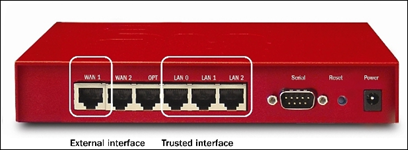 WAN 1 WAN 2 OPT LAN 0 LAN 1 LAN 2 Serial Reset Power
External interface Trusted interface